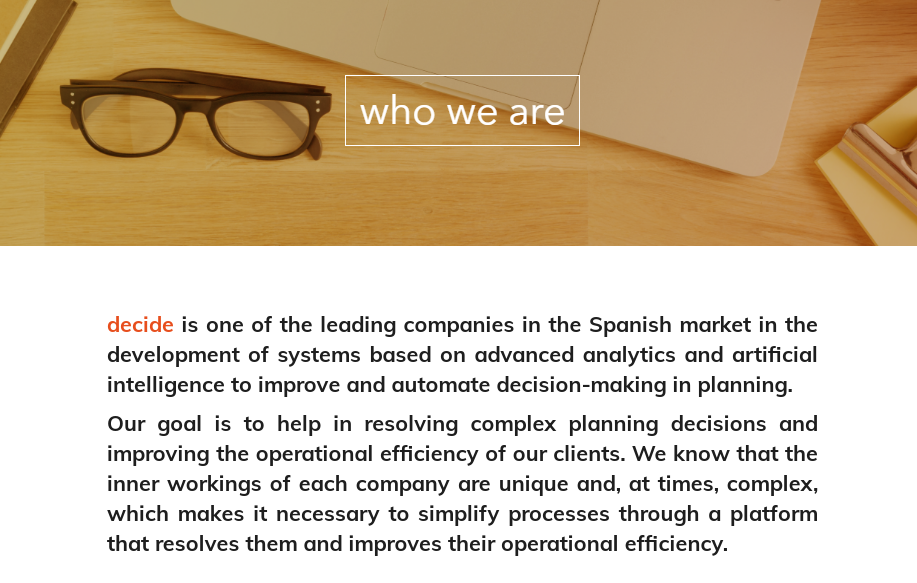 who we are
decide is one of the leading companies in the Spanish market in the
development of systems based on advanced analytics and artificial
intelligence to improve and automate decision-making in planning.
Our goal is to help in resolving complex planning decisions and
improving the operational efficiency of our clients. We know that the
inner workings of each company are unique and, at times, complex,
which makes it necessary to simplify processes through a platform
that resolves them and improves their operational efficiency.